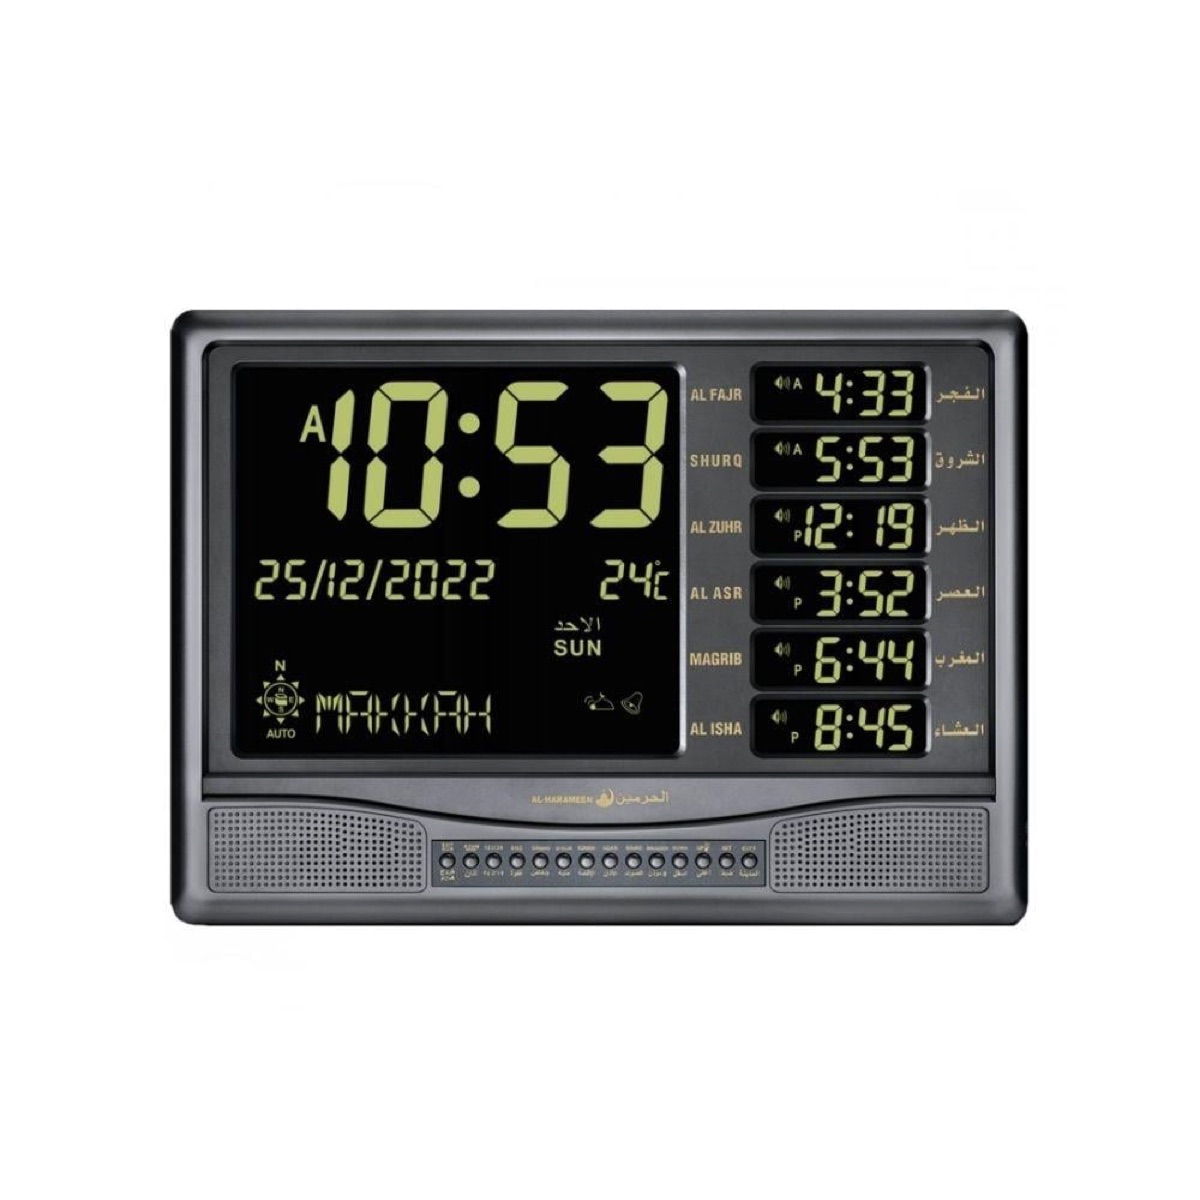 A 10:53
25/12/2022 24°C
الاحد
SUN
N
N
W E
S
AUTO
MAKKAH
AL FAJR A 4:33 الفجر
SHURQ A 5:53 الشروق
AL ZUHR P 12:19 الظهر
AL ASR P 3:52 العصر
MAGRIB P 6:44 المغرب
AL ISHA P 8:45 العشاء
AL-HARAMEEN الحرمين